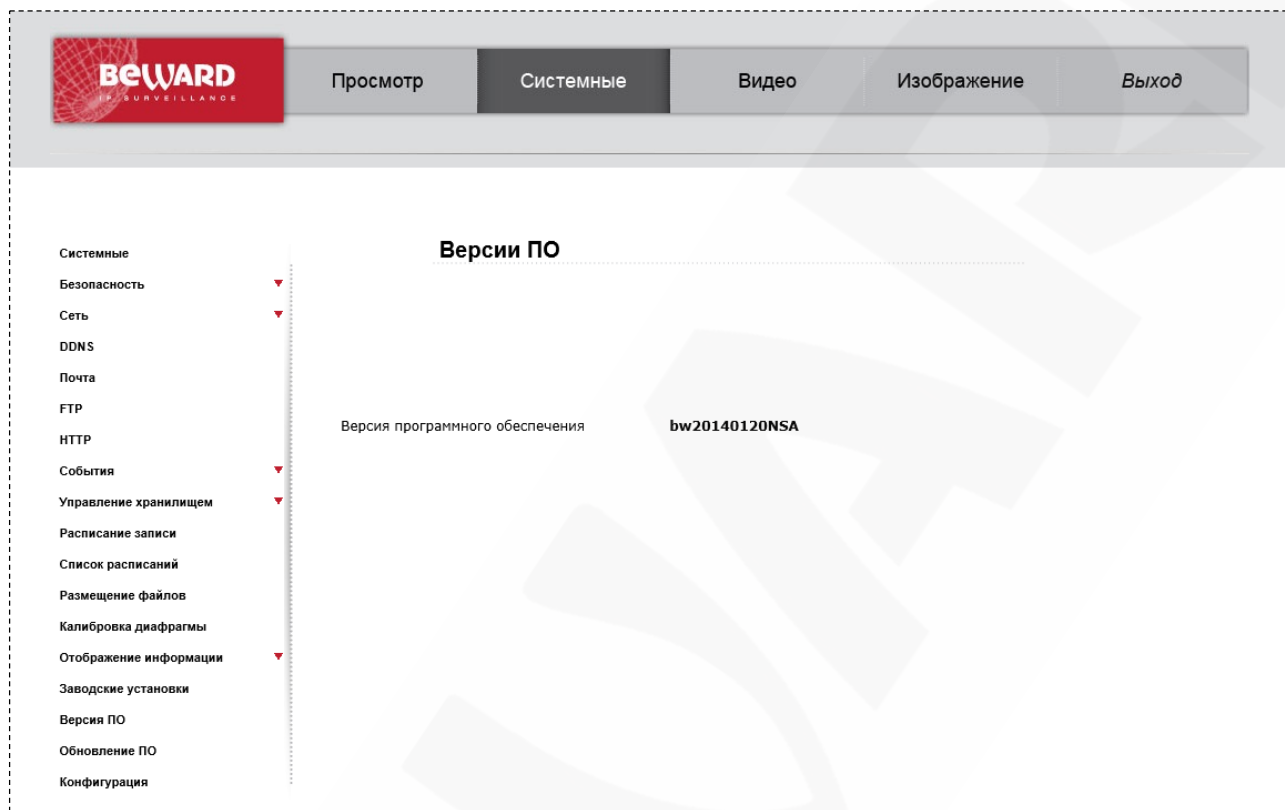 BEWARD
IP SURVEILLANCE
Просмотр
Системные
Видео
Изображение
Выход
Версии ПО
Системные
Безопасность
Сеть
DDNS
Почта
FTP
HTTP
События
Управление хранилищем
Расписание записи
Список расписаний
Размещение файлов
Калибровка диафрагмы
Отображение информации
Заводские установки
Версия ПО
Обновление ПО
Конфигурация
Версия программного обеспечения bw20140120NSA